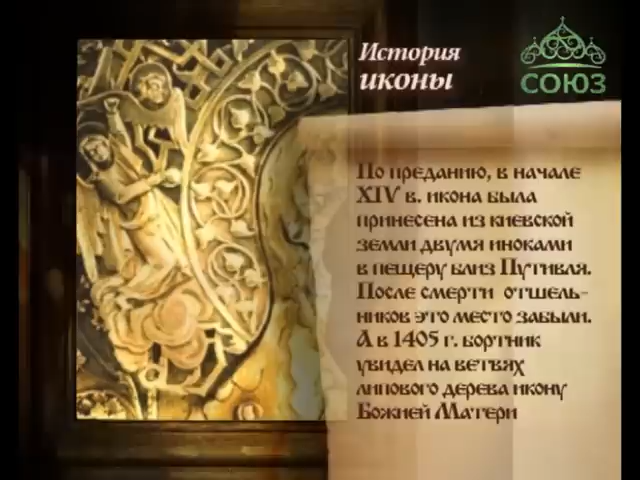 История
иконы
СОЮЗ
По преданию, в начале
XIV в. икона была
принесена из киевской
земли двумя иноками
в пещеру близ Путивля.
После смерти отшель-
ников это место забыли.
А в 1405 г. бортник
увидел на ветвях
липового дерева икону
Божией Матери